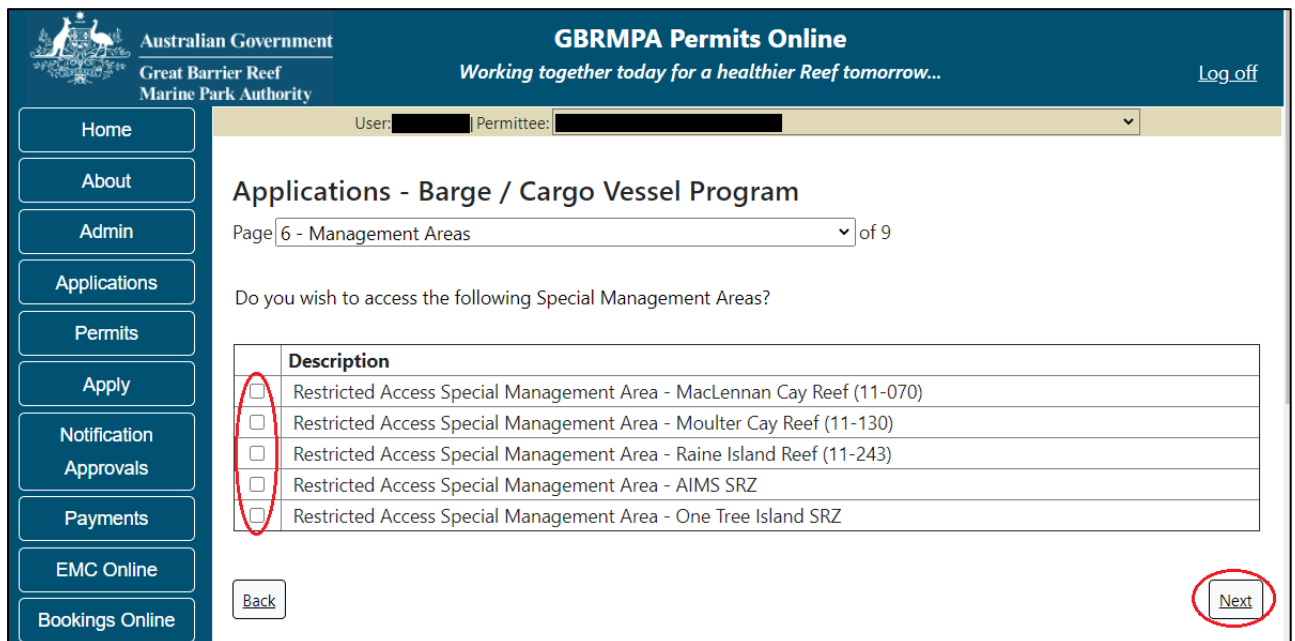 Australian Government
Great Barrier Reef
Marine Park Authority
GBRMPA Permits Online
Working together today for a healthier Reef tomorrow...
Log off
Home
About
Admin
Applications
Permits
Apply
Notification
Approvals
Payments
EMC Online
Bookings Online
User: | Permittee:
Applications - Barge / Cargo Vessel Program
Page 6 - Management Areas of 9
Do you wish to access the following Special Management Areas?
Description
Restricted Access Special Management Area - MacLennan Cay Reef (11-070)
Restricted Access Special Management Area - Moulter Cay Reef (11-130)
Restricted Access Special Management Area - Raine Island Reef (11-243)
Restricted Access Special Management Area - AIMS SRZ
Restricted Access Special Management Area - One Tree Island SRZ
Back
Next